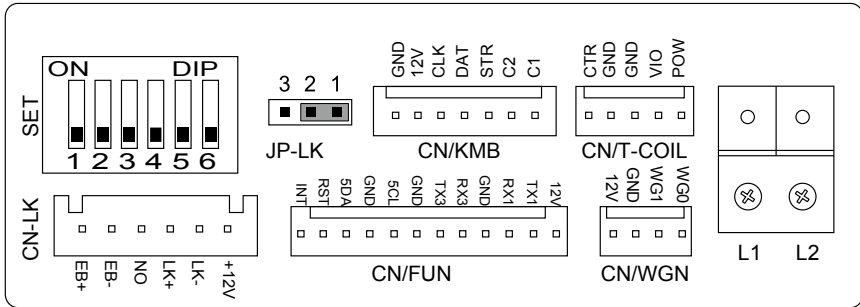 ON DIP
SET
1 2 3 4 5 6
3 2 1
JP-LK
GND 12V CLK DAT STR C2 C1
CN/KMB
CTR GND GND VIO POW
CN/T-COIL
CN-LK
EB+ EB- NO LK+ LK- +12V
INT RST 5DA GND 5CL TX3 RX3 GND RX1 TX1 12V
CN/FUN
12V GND WG1 WG0
CN/WGN
L1 L2